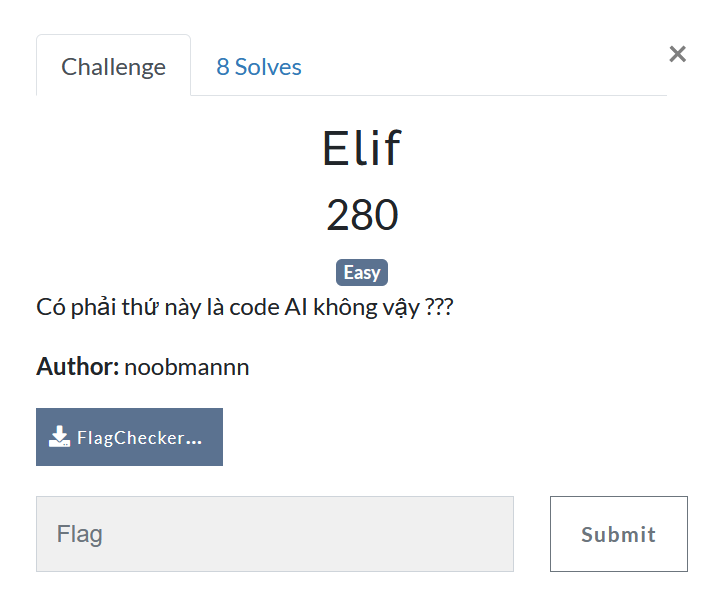 Challenge
8 Solves
×
Elif
280
Easy
Có phải thứ này là code AI không vậy ???
Author: noobmannn
FlagChecker...
Flag
Submit